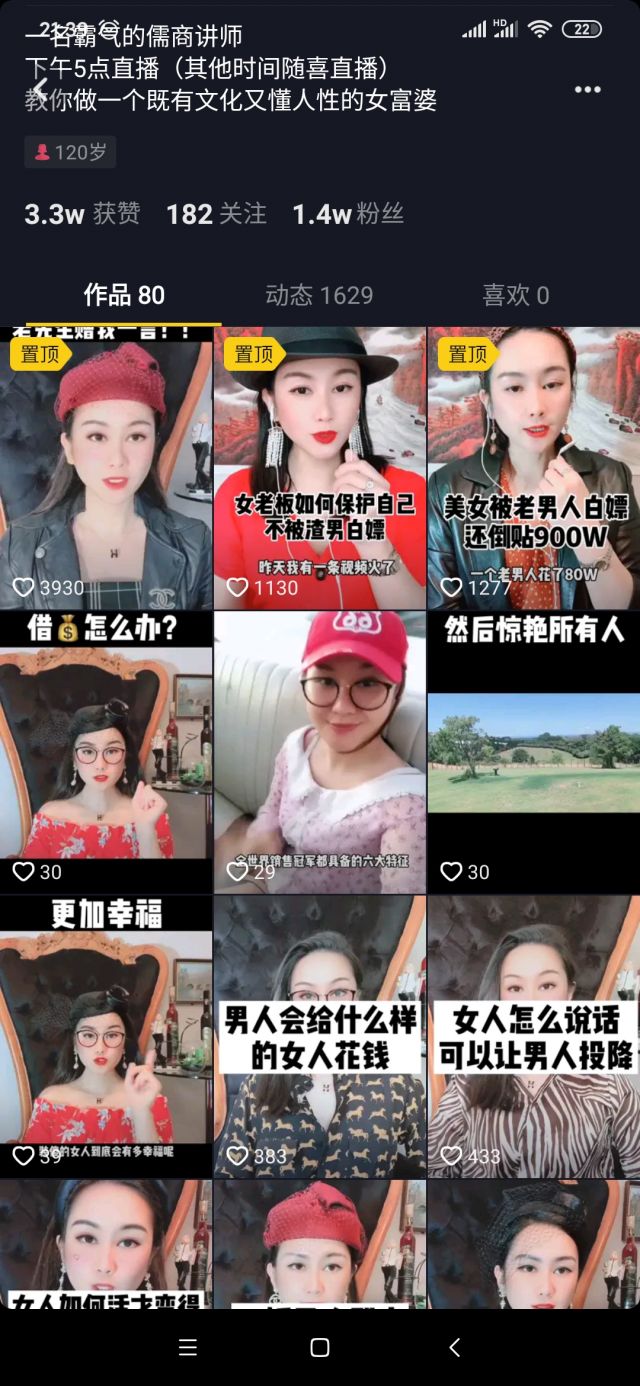 21:39
HD
22
一名霸气的儒商讲师
下午5点直播（其他时间随喜直播）
教你做一个既有文化又懂人性的女富婆
120岁
3.3w 获赞 182 关注 1.4w 粉丝
作品 80 动态 1629 喜欢 0
老先生赠我一言！！
置顶
3930
置顶
女老板如何保护自己
不被渣男白嫖
昨天我有一条视频火了
1130
置顶
美女被老男人白嫖
还倒贴900W
一个老男人花了80W
1277
借💰怎么办?
30
全世界销售冠军都具备的六大特征
29
然后惊艳所有人
30
更加幸福
的女人到底会有多幸福呢
39
男人会给什么样
的女人花钱
383
女人怎么说话
可以让男人投降
433
女人如何活才变得